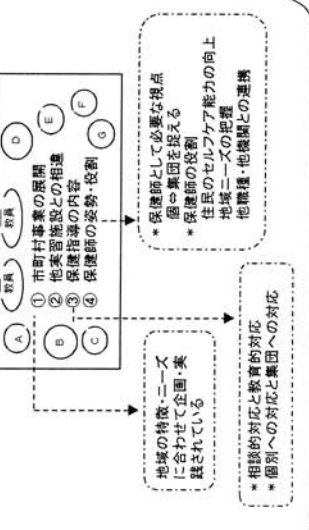 教員
教員
A
B
C
D
E
F
G
① 市町村事業の展開
② 他実習施設との相違
③ 保健指導の内容
④ 保健師の姿勢・役割
地域の特徴・ニーズ
に合わせて企画・実
践されている
＊相談的対応と教育的対応
＊個別への対応と集団への対応
＊保健師として必要な視点
個⇔集団を捉える
＊保健師の役割
住民のセルフケア能力の向上
地域ニーズの把握
他職種・他機関との連携